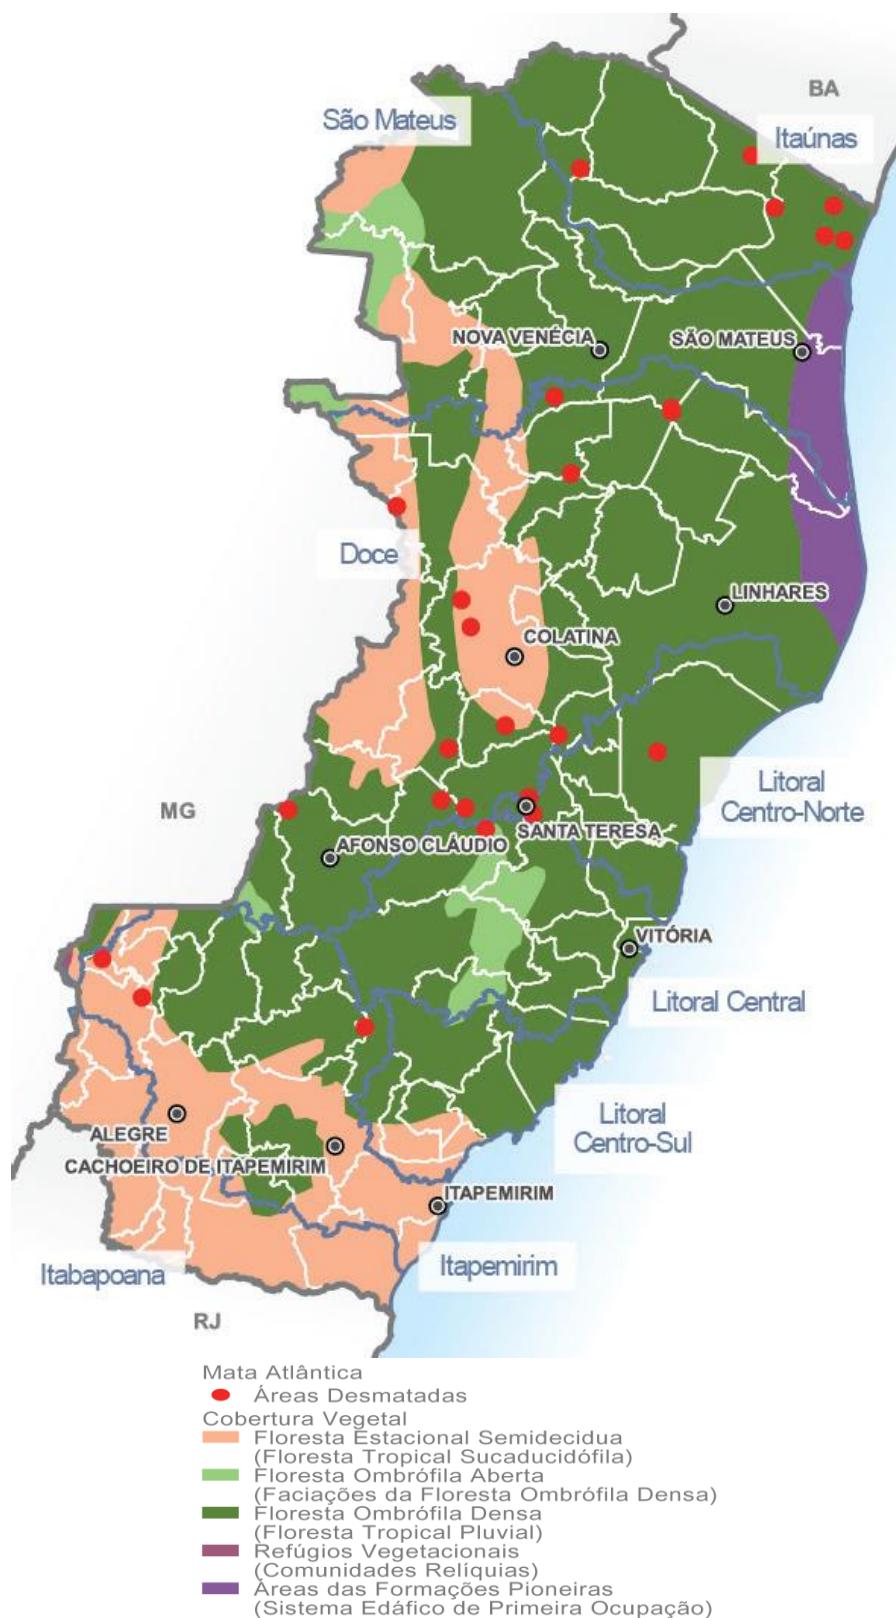 BA
São Mateus
Itaúnas
NOVA VENÉCIA
SÃO MATEUS
Doce
LINHARES
COLATINA
Litoral
Centro-Norte
MG
SANTA TERESA
AFONSO CLÁUDIO
VITÓRIA
Litoral Central
ALEGRE
Litoral
Centro-Sul
CACHOEIRO DE ITAPEMIRIM
ITAPEMIRIM
Itabapoana
Itapemirim
RJ
Mata Atlântica
Áreas Desmatadas
Cobertura Vegetal
Floresta Estacional Semidecidua
(Floresta Tropical Sucaducidófila)
Floresta Ombrófila Aberta
(Faciações da Floresta Ombrófila Densa)
Floresta Ombrófila Densa
(Floresta Tropical Pluvial)
Refúgios Vegetacionais
(Comunidades Relíquias)
Áreas das Formações Pioneiras
(Sistema Edáfico de Primeira Ocupação)